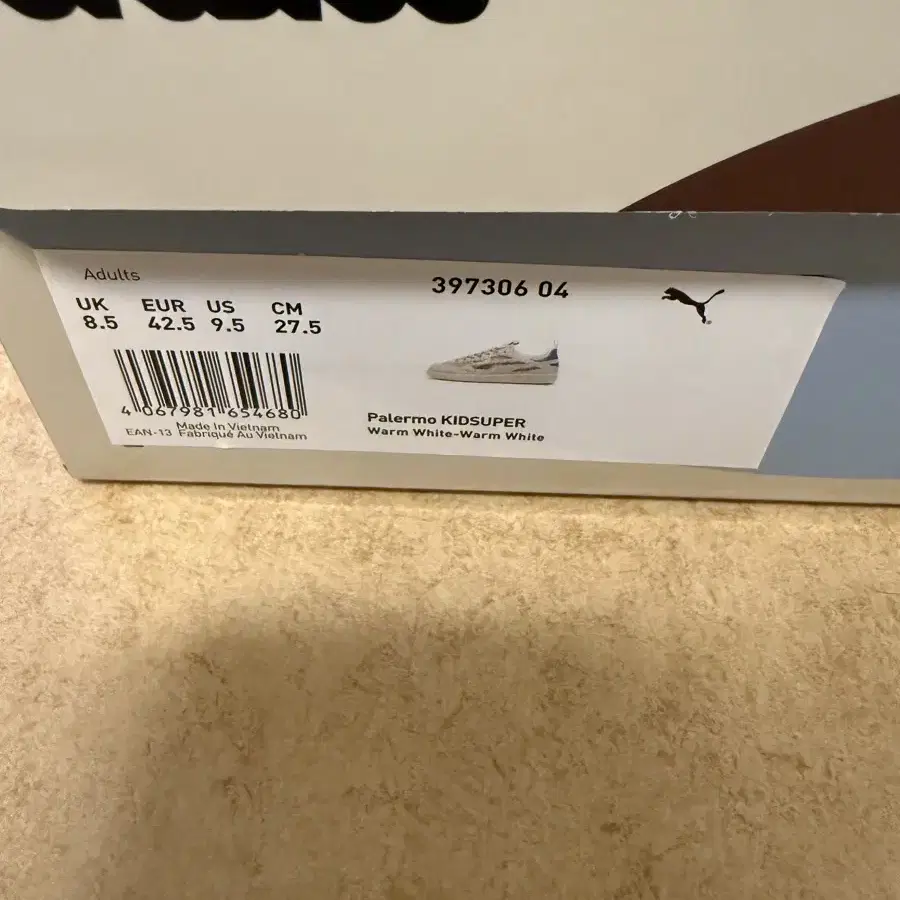 Adults
UK EUR US CM
8.5 42.5 9.5 27.5
397306 04
4 067981 654680
EAN-13 Made In Vietnam
Fabriqué Au Vietnam
Palermo KIDSUPER
Warm White-Warm White